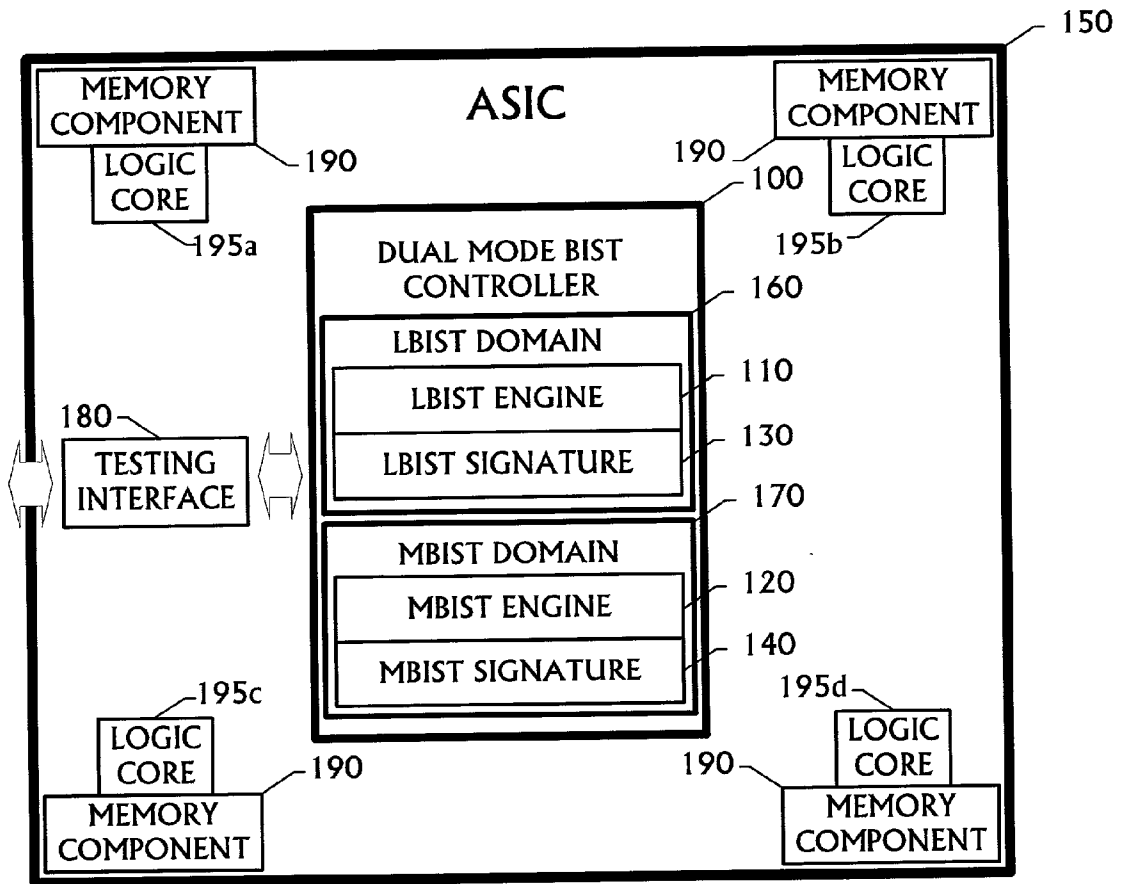 150
MEMORY
COMPONENT
190
LOGIC
CORE
195a
ASIC
MEMORY
COMPONENT
190
LOGIC
CORE
195b
100
DUAL MODE BIST
CONTROLLER
160
LBIST DOMAIN
LBIST ENGINE
110
LBIST SIGNATURE
130
180
TESTING
INTERFACE
170
MBIST DOMAIN
MBIST ENGINE
120
MBIST SIGNATURE
140
195c
LOGIC
CORE
190
MEMORY
COMPONENT
195d
LOGIC
CORE
190
MEMORY
COMPONENT